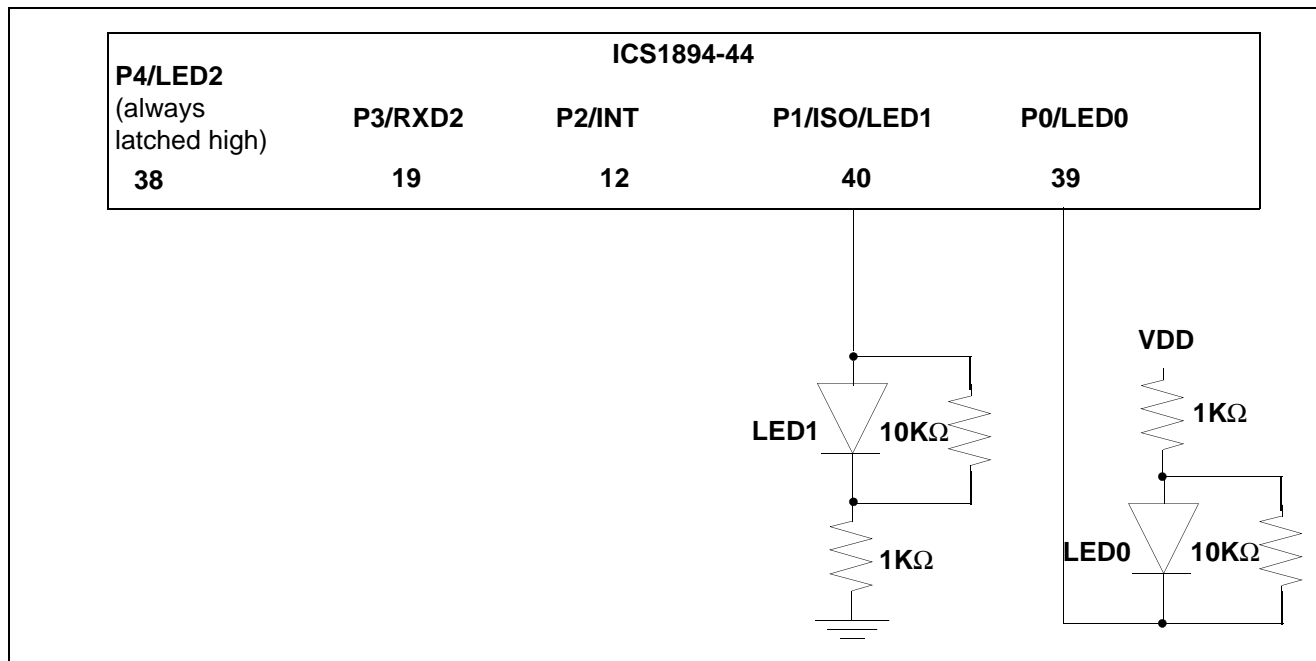 ICS1894-44
P4/LED2
(always
latched high)
P3/RXD2
P2/INT
P1/ISO/LED1
P0/LED0
38
19
12
40
39
VDD
1KΩ
LED1
10KΩ
1KΩ
LED0
10KΩ